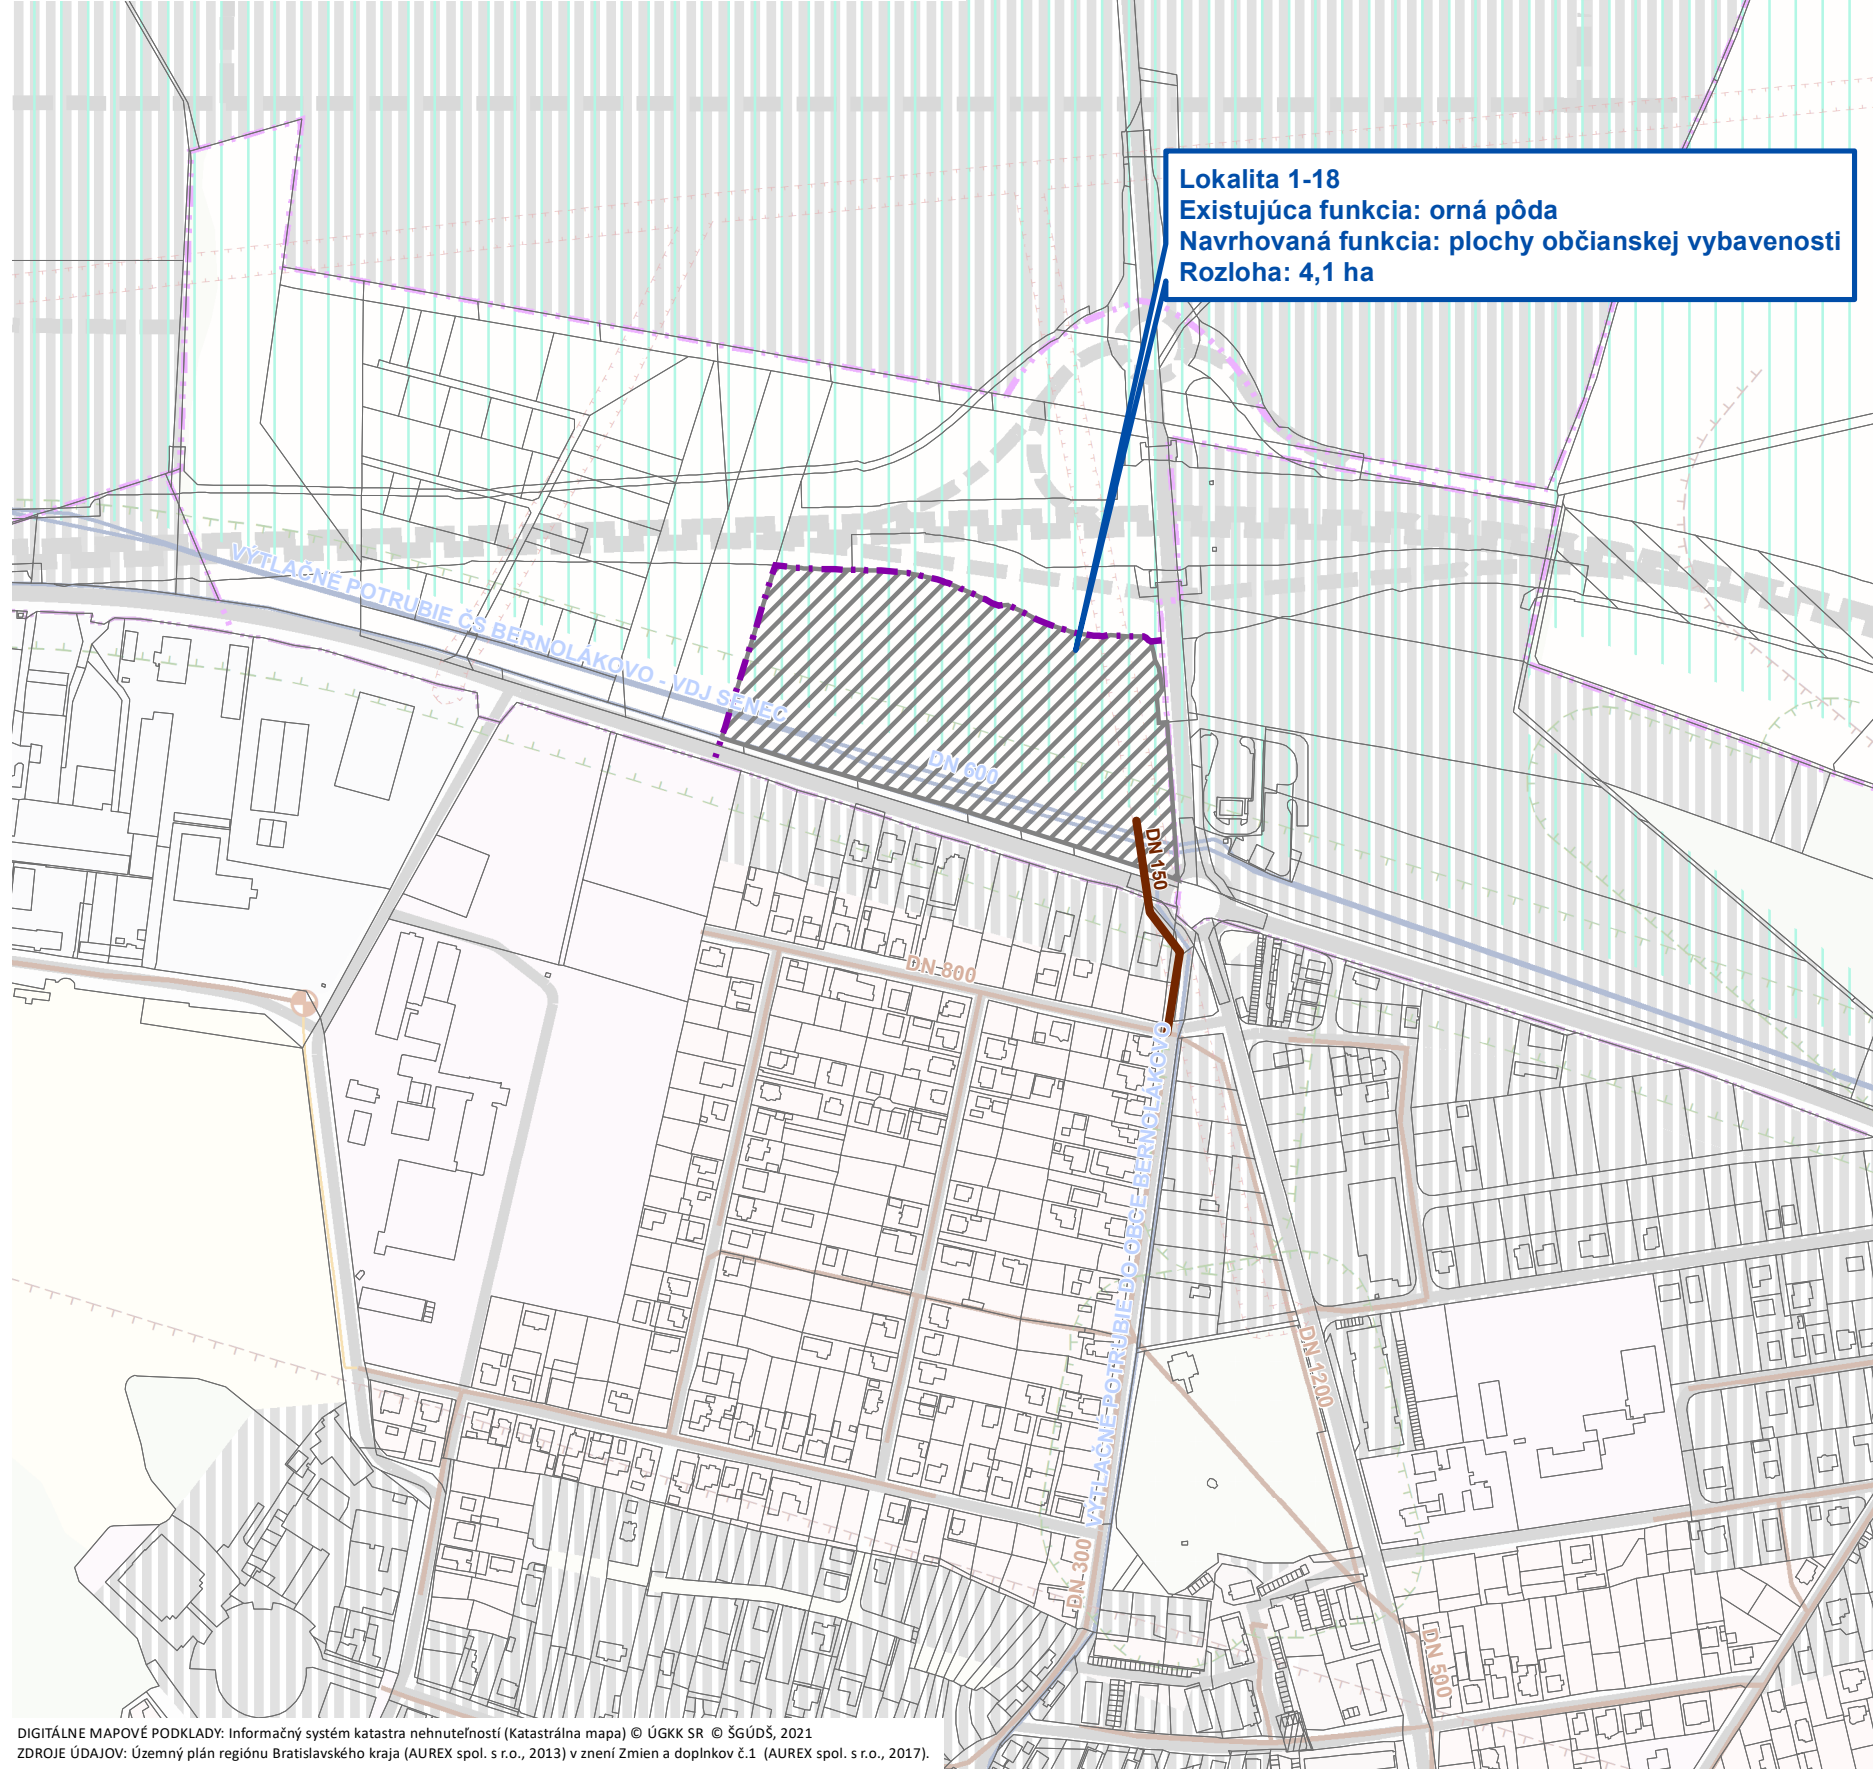 Lokalita 1-18
Existujúca funkcia: orná pôda
Navrhovaná funkcia: plochy občianskej vybavenosti
Rozloha: 4,1 ha
VÝTLAČNÉ POTRUBIE ČS BERNOLÁKOVO - VDJ SENEC
DN 600
DN 150
DN 800
VÝTLAČNÉ POTRUBIE DO OBCE BERNOLÁKOVO
DN 1200
DN 300
DN 500
DIGITÁLNE MAPOVÉ PODKLADY: Informačný systém katastra nehnuteľností (Katastrálna mapa) © ÚGKK SR © ŠGÚDŠ, 2021
ZDROJE ÚDAJOV: Územný plán regiónu Bratislavského kraja (AUREX spol. s r.o., 2013) v znení Zmien a doplnkov č.1 (AUREX spol. s r.o., 2017).